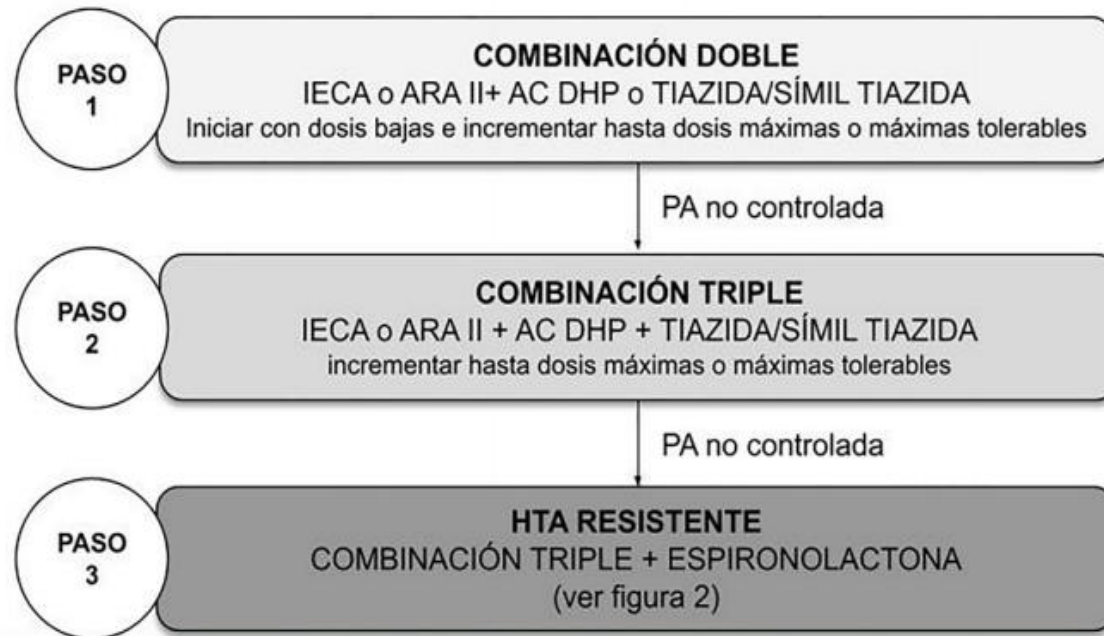 PASO
1
COMBINACIÓN DOBLE
IECA o ARA II+ AC DHP o TIAZIDA/SÍMIL TIAZIDA
Iniciar con dosis bajas e incrementar hasta dosis máximas o máximas tolerables
PA no controlada
PASO
2
COMBINACIÓN TRIPLE
IECA o ARA II + AC DHP + TIAZIDA/SÍMIL TIAZIDA
incrementar hasta dosis máximas o máximas tolerables
PA no controlada
PASO
3
HTA RESISTENTE
COMBINACIÓN TRIPLE + ESPIRONOLACTONA
(ver figura 2)